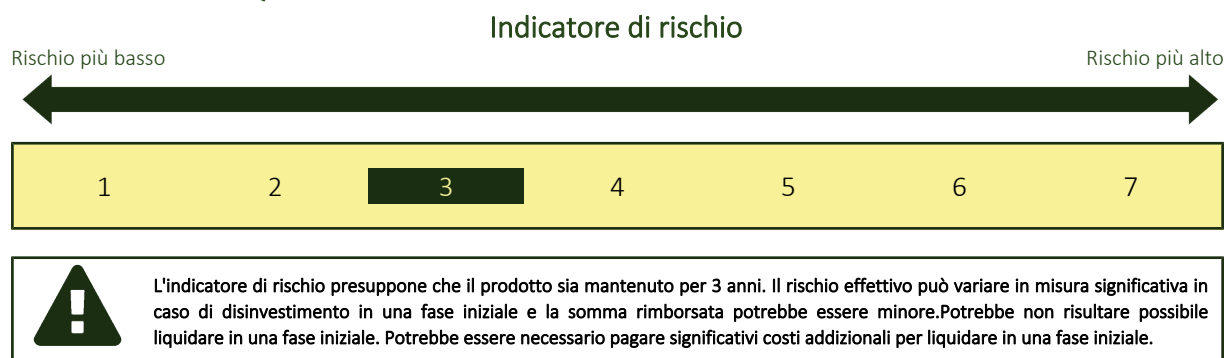 Indicatore di rischio
Rischio più basso
Rischio più alto
1 2 3 4 5 6 7
L'indicatore di rischio presuppone che il prodotto sia mantenuto per 3 anni. Il rischio effettivo può variare in misura significativa in
caso di disinvestimento in una fase iniziale e la somma rimborsata potrebbe essere minore.Potrebbe non risultare possibile
liquidare in una fase iniziale. Potrebbe essere necessario pagare significativi costi addizionali per liquidare in una fase iniziale.